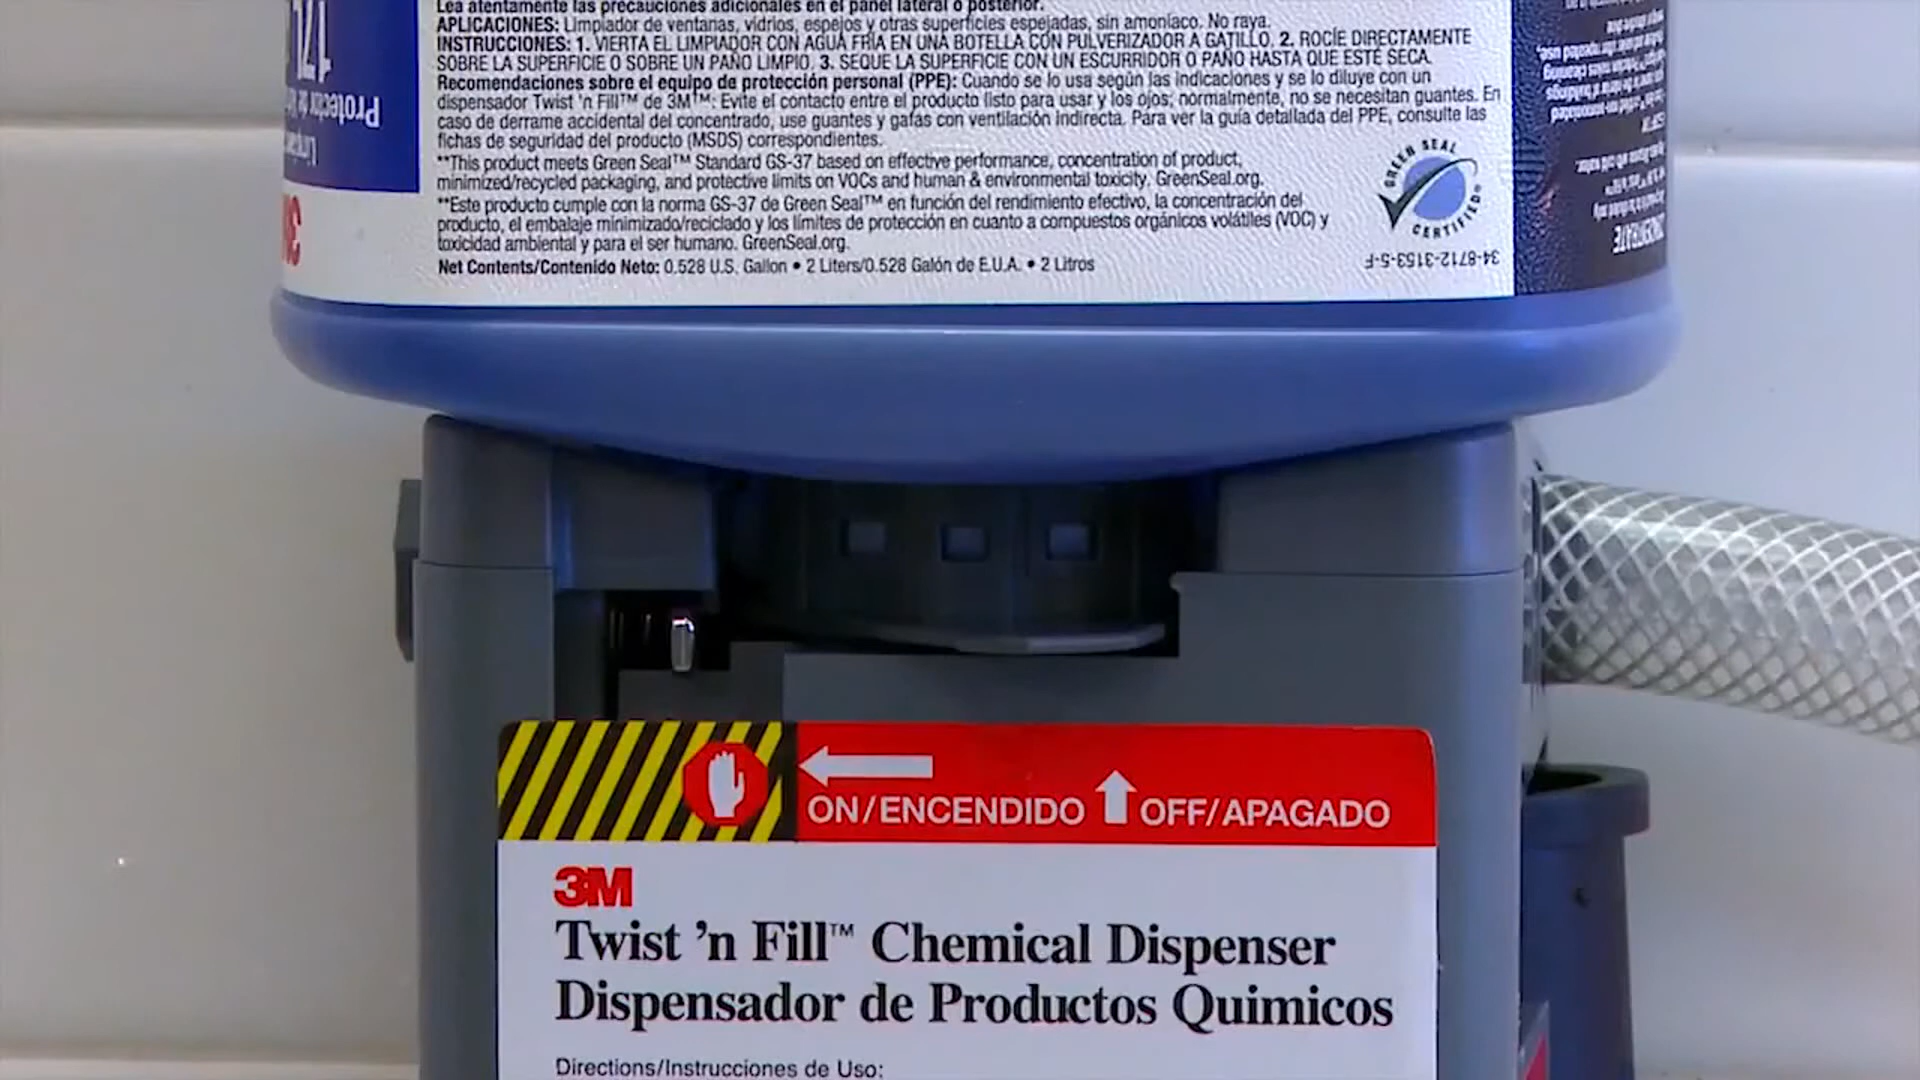 Lea atentamente las precauciones adicionales en el panel lateral o posterior.
APLICACIONES: Limpiador de ventanas, vidrios, espejos y otras superficies espejadas, sin amoníaco. No raya.
INSTRUCCIONES: 1. VIERTA EL LIMPIADOR CON AGUA FRÍA EN UNA BOTELLA CON PULVERIZADOR A GATILLO. 2. ROCÍE DIRECTAMENTE
SOBRE LA SUPERFICIE O SOBRE UN PAÑO LIMPIO. 3. SEQUE LA SUPERFICIE CON UN ESCURRIDOR O PAÑO HASTA QUE ESTÉ SECA.
Recomendaciones sobre el equipo de protección personal (PPE): Cuando se lo usa según las indicaciones y se lo diluye con un
dispensador Twist 'n Fill™ de 3M™: Evite el contacto entre el producto listo para usar y los ojos; normalmente, no se necesitan guantes. En
caso de derrame accidental del concentrado, use guantes y gafas con ventilación indirecta. Para ver la guía detallada del PPE, consulte las
fichas de seguridad del producto (MSDS) correspondientes.
**This product meets Green Seal™ Standard GS-37 based on effective performance, concentration of product,
minimized/recycled packaging, and protective limits on VOCs and human & environmental toxicity. GreenSeal.org.
**Este producto cumple con la norma GS-37 de Green Seal™ en función del rendimiento efectivo, la concentración del
producto, el embalaje minimizado/reciclado y los límites de protección en cuanto a compuestos orgánicos volátiles (VOC) y
toxicidad ambiental y para el ser humano. GreenSeal.org.
Net Contents/Contenido Neto: 0.528 U.S. Gallon • 2 Liters/0.528 Galón de E.U.A. • 2 Litros
GREEN SEAL
CERTIFIED®
34-8712-3153-5-F
17L
Protector de
3M
ON/ENCENDIDO OFF/APAGADO
3M
Twist 'n Fill™ Chemical Dispenser
Dispensador de Productos Quimicos
Directions/Instrucciones de Uso: